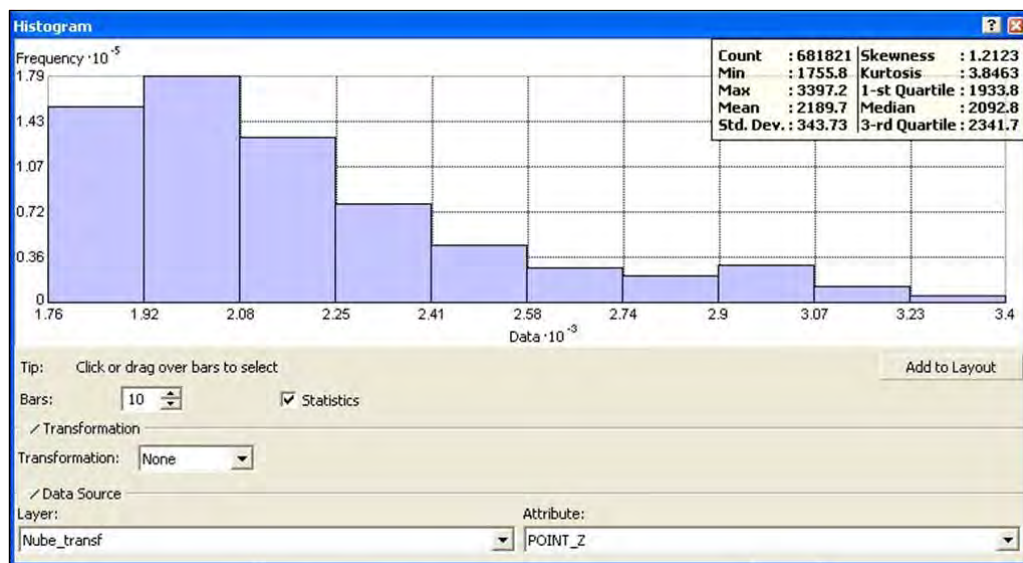 Histogram
Frequency ·10⁻⁵
Count : 681821 Skewness : 1.2123
Min : 1755.8 Kurtosis : 3.8463
Max : 3397.2 1-st Quartile : 1933.8
Mean : 2189.7 Median : 2092.8
Std. Dev. : 343.73 3-rd Quartile : 2341.7
1.79
1.43
1.07
0.72
0.36
0
1.76 1.92 2.08 2.25 2.41 2.58 2.74 2.9 3.07 3.23 3.4
Data ·10⁻³
Tip: Click or drag over bars to select Add to Layout
Bars: 10 Statistics
Transformation
Transformation: None
Data Source
Layer: Attribute:
Nube_transf POINT_Z